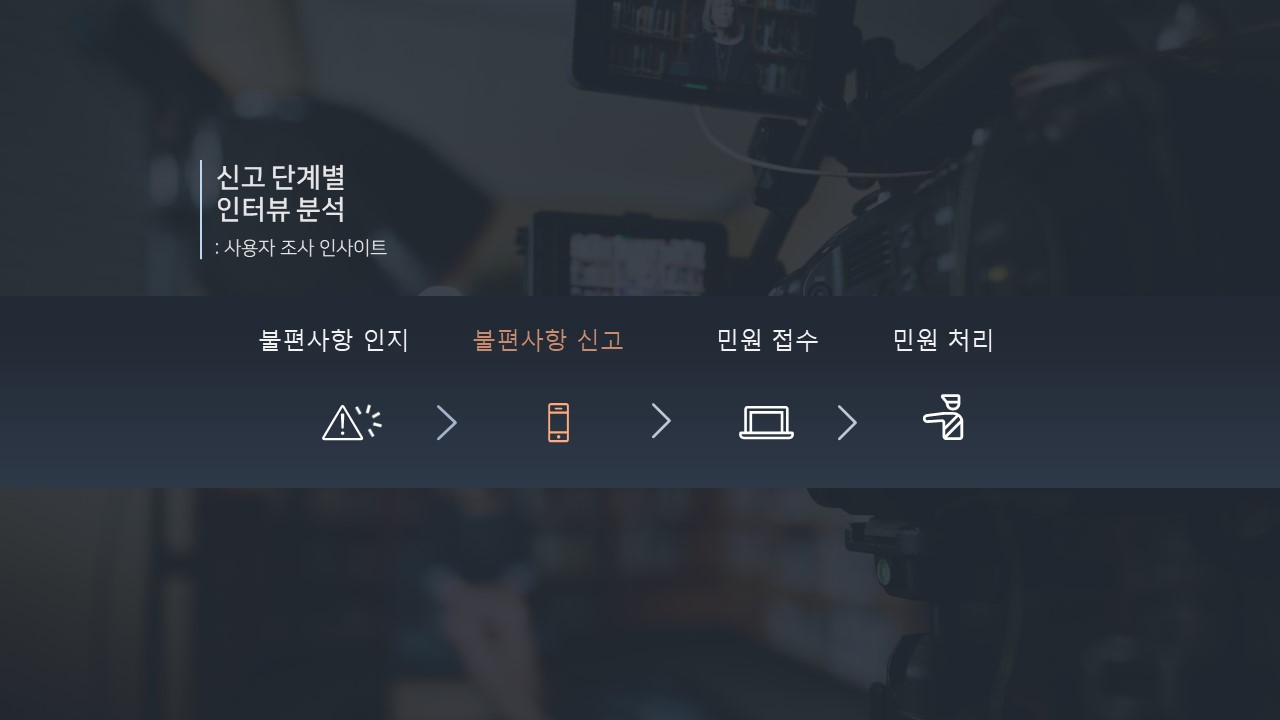 신고 단계별
인터뷰 분석
: 사용자 조사 인사이트
불편사항 인지 불편사항 신고 민원 접수 민원 처리